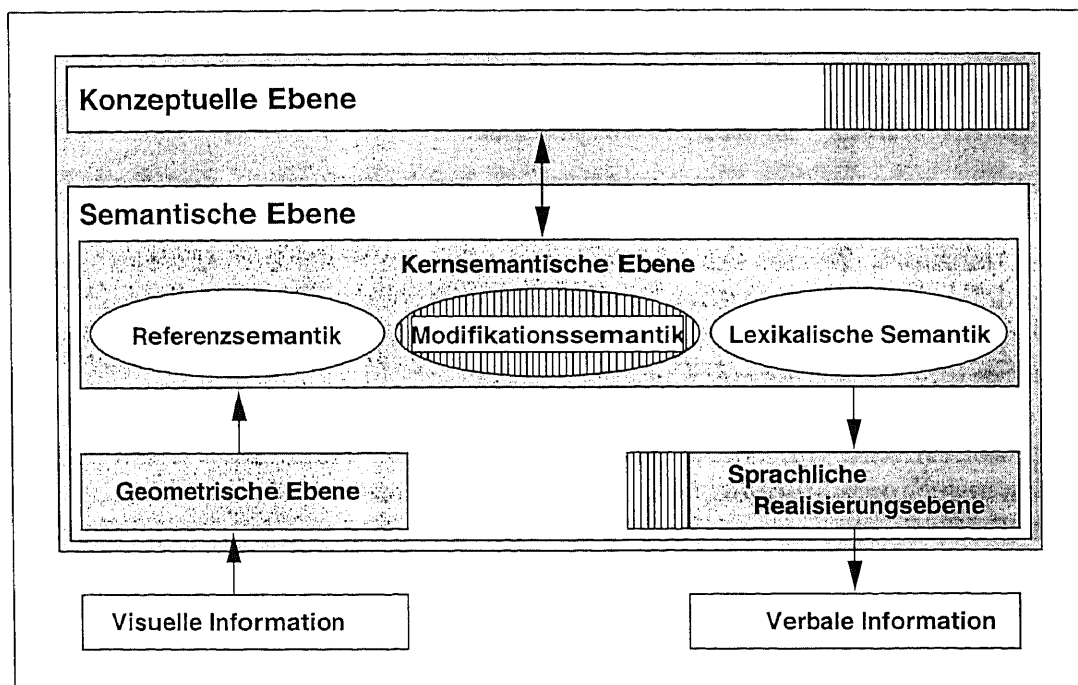 Konzeptuelle Ebene
Semantische Ebene
Kernsemantische Ebene
Referenzsemantik
Modifikationssemantik
Lexikalische Semantik
Geometrische Ebene
Sprachliche
Realisierungsebene
Visuelle Information
Verbale Information